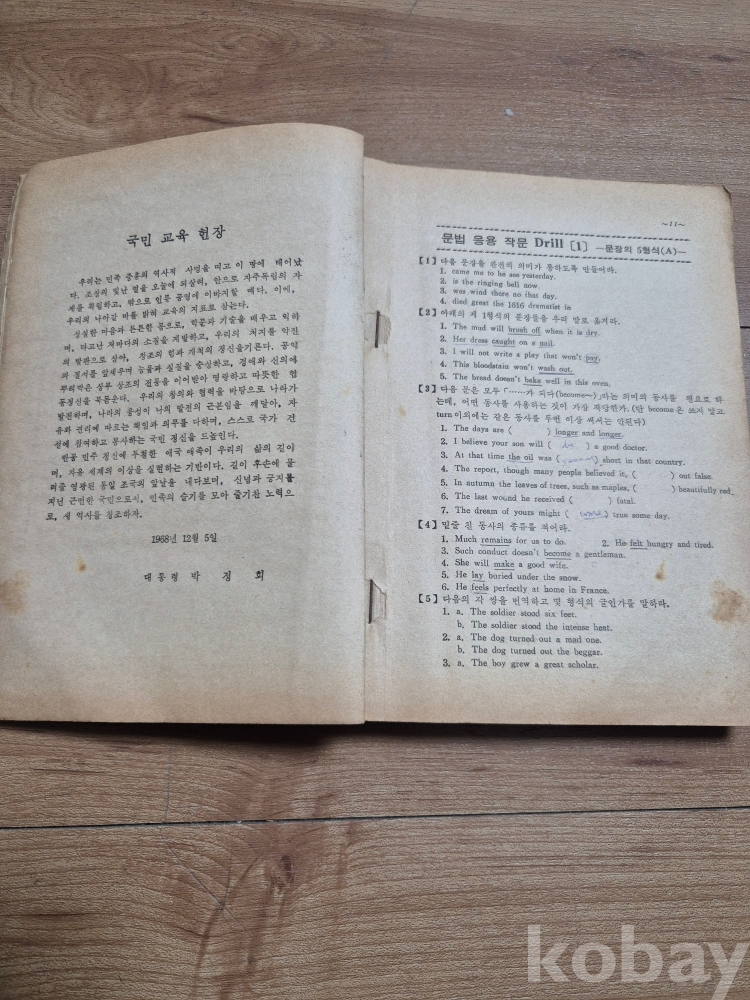 국민 교육 헌장
우리는 민족 중흥의 역사적 사명을 띠고 이 땅에 태어났
다. 조상의 빛난 얼을 오늘에 되살려, 안으로 자주독립의 자
세를 확립하고, 밖으로 인류 공영에 이바지할 때다. 이에,
우리의 나아갈 바를 밝혀 교육의 지표로 삼는다.
성실한 마음과 튼튼한 몸으로, 학문과 기술을 배우고 익히
며, 타고난 저마다의 소질을 계발하고, 우리의 처지를 약진
의 발판으로 삼아, 창조의 힘과 개척의 정신을 기른다. 공익
과 질서를 앞세우며 능률과 실질을 숭상하고, 경애와 신의에
뿌리박은 상부 상조의 전통을 이어받아 명랑하고 따뜻한 협
동정신을 북돋운다. 우리의 창의와 협력을 바탕으로 나라가
발전하며, 나라의 융성이 나의 발전의 근본임을 깨달아, 자
유와 권리에 따르는 책임과 의무를 다하며, 스스로 국가 건
설에 참여하고 봉사하는 국민 정신을 드높인다.
반공 민주 정신에 투철한 애국 애족이 우리의 삶의 길이
며, 자유 세계의 이상을 실현하는 기반이다. 길이 후손에 물
려줄 영광된 통일 조국의 앞날을 내다보며, 신념과 긍지를
지닌 근면한 국민으로서, 민족의 슬기를 모아 줄기찬 노력으
로, 새 역사를 창조하자.
1968년 12월 5일
대통령 박 정 희
~11~
문법 응용 작문 Drill [1] —문장의 5형식(A)—
【1】다음 문장을 완전히 의미가 통하도록 만들어라.
1. came me to see yesterday.
2. is the ringing bell now.
3. was wind there no that day.
4. died great the 1616 dramatist in
【2】아래의 제 1형식의 문장들을 우리 말로 옮겨라.
1. The mud will brush off when it is dry.
2. Her dress caught on a nail.
3. I will not write a play that won't pay.
4. This bloodstain won't wash out.
5. The bread doesn't bake well in this oven.
【3】다음 문은 모두 「……가 되다(become~)」라는 의미의 동사를 필요로 하
는데, 어떤 동사를 사용하는 것이 가장 적당한가. (단 become은 쓰지 말고
turn 이외에는 같은 동사를 두번 이상 써서는 안된다)
1. The days are ( ) longer and longer.
2. I believe your son will ( ) a good doctor.
3. At that time the oil was ( ) short in that country.
4. The report, though many people believed it, ( ) out false.
5. In autumn the leaves of trees, such as maples, ( ) beautifully red.
6. The last wound he received ( ) fatal.
7. The dream of yours might ( come ) true some day.
【4】밑줄 친 동사의 종류를 적어라.
1. Much remains for us to do. 2. He felt hungry and tired.
3. Such conduct doesn't become a gentleman.
4. She will make a good wife.
5. He lay buried under the snow.
6. He feels perfectly at home in France.
【5】다음의 각 쌍을 번역하고 몇 형식의 글인가를 말하라.
1. a. The soldier stood six feet.
b. The soldier stood the intense heat.
2. a. The dog turned out a mad one.
b. The dog turned out the beggar.
3. a. The boy grew a great scholar.
kobay